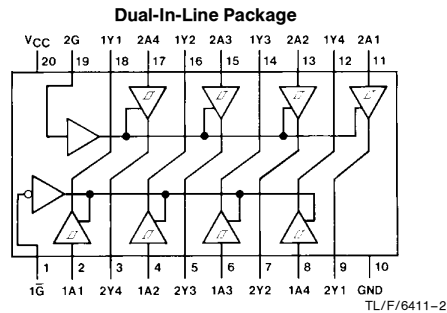 Dual-In-Line Package
VCC 2G 1Y1 2A4 1Y2 2A3 1Y3 2A2 1Y4 2A1
20 19 18 17 16 15 14 13 12 11
1 2 3 4 5 6 7 8 9 10
1G̅ 1A1 2Y4 1A2 2Y3 1A3 2Y2 1A4 2Y1 GND
TL/F/6411–2